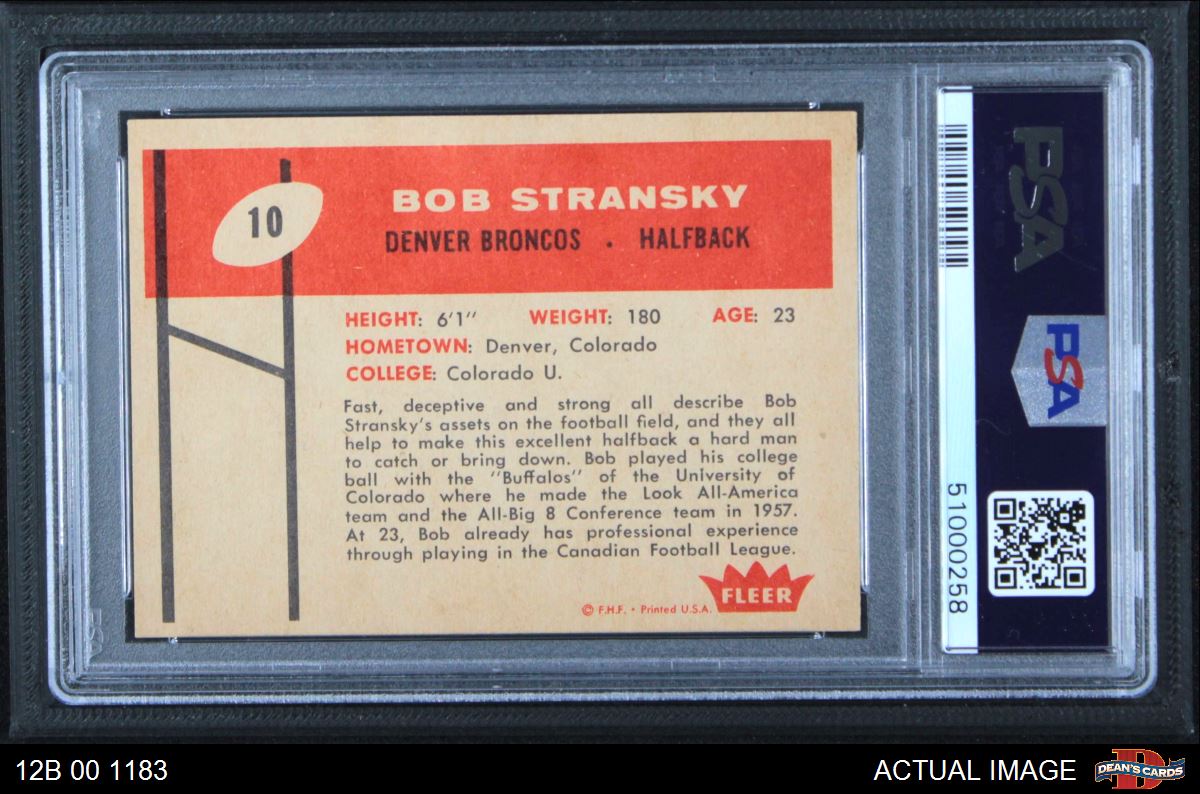 10
BOB STRANSKY
DENVER BRONCOS . HALFBACK
HEIGHT: 6'1" WEIGHT: 180 AGE: 23
HOMETOWN: Denver, Colorado
COLLEGE: Colorado U.
Fast, deceptive and strong all describe Bob
Stransky's assets on the football field, and they all
help to make this excellent halfback a hard man
to catch or bring down. Bob played his college
ball with the "Buffalos" of the University of
Colorado where he made the Look All-America
team and the All-Big 8 Conference team in 1957.
At 23, Bob already has professional experience
through playing in the Canadian Football League.
© F.H.F. • Printed U.S.A.
FLEER
PSA
PSA
51000258
12B 00 1183
ACTUAL IMAGE
DEAN'S CARDS